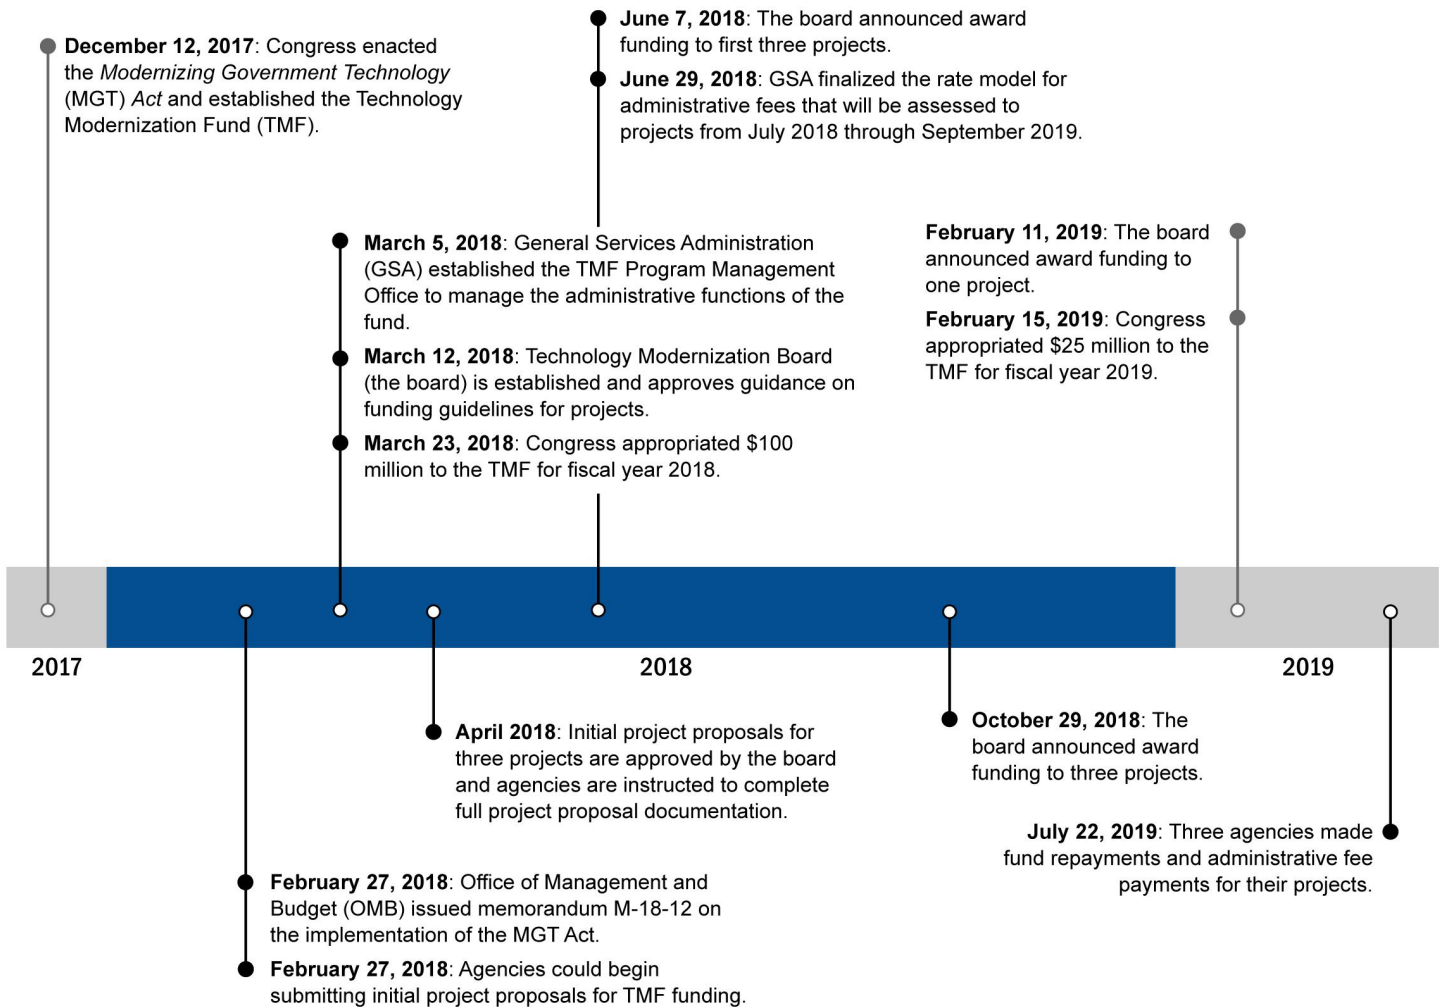 December 12, 2017: Congress enacted
the Modernizing Government Technology
(MGT) Act and established the Technology
Modernization Fund (TMF).
June 7, 2018: The board announced award
funding to first three projects.
June 29, 2018: GSA finalized the rate model for
administrative fees that will be assessed to
projects from July 2018 through September 2019.
March 5, 2018: General Services Administration
(GSA) established the TMF Program Management
Office to manage the administrative functions of the
fund.
March 12, 2018: Technology Modernization Board
(the board) is established and approves guidance on
funding guidelines for projects.
March 23, 2018: Congress appropriated $100
million to the TMF for fiscal year 2018.
February 11, 2019: The board
announced award funding to
one project.
February 15, 2019: Congress
appropriated $25 million to the
TMF for fiscal year 2019.
2017
2018
2019
April 2018: Initial project proposals for
three projects are approved by the board
and agencies are instructed to complete
full project proposal documentation.
October 29, 2018: The
board announced award
funding to three projects.
July 22, 2019: Three agencies made
fund repayments and administrative fee
payments for their projects.
February 27, 2018: Office of Management and
Budget (OMB) issued memorandum M-18-12 on
the implementation of the MGT Act.
February 27, 2018: Agencies could begin
submitting initial project proposals for TMF funding.